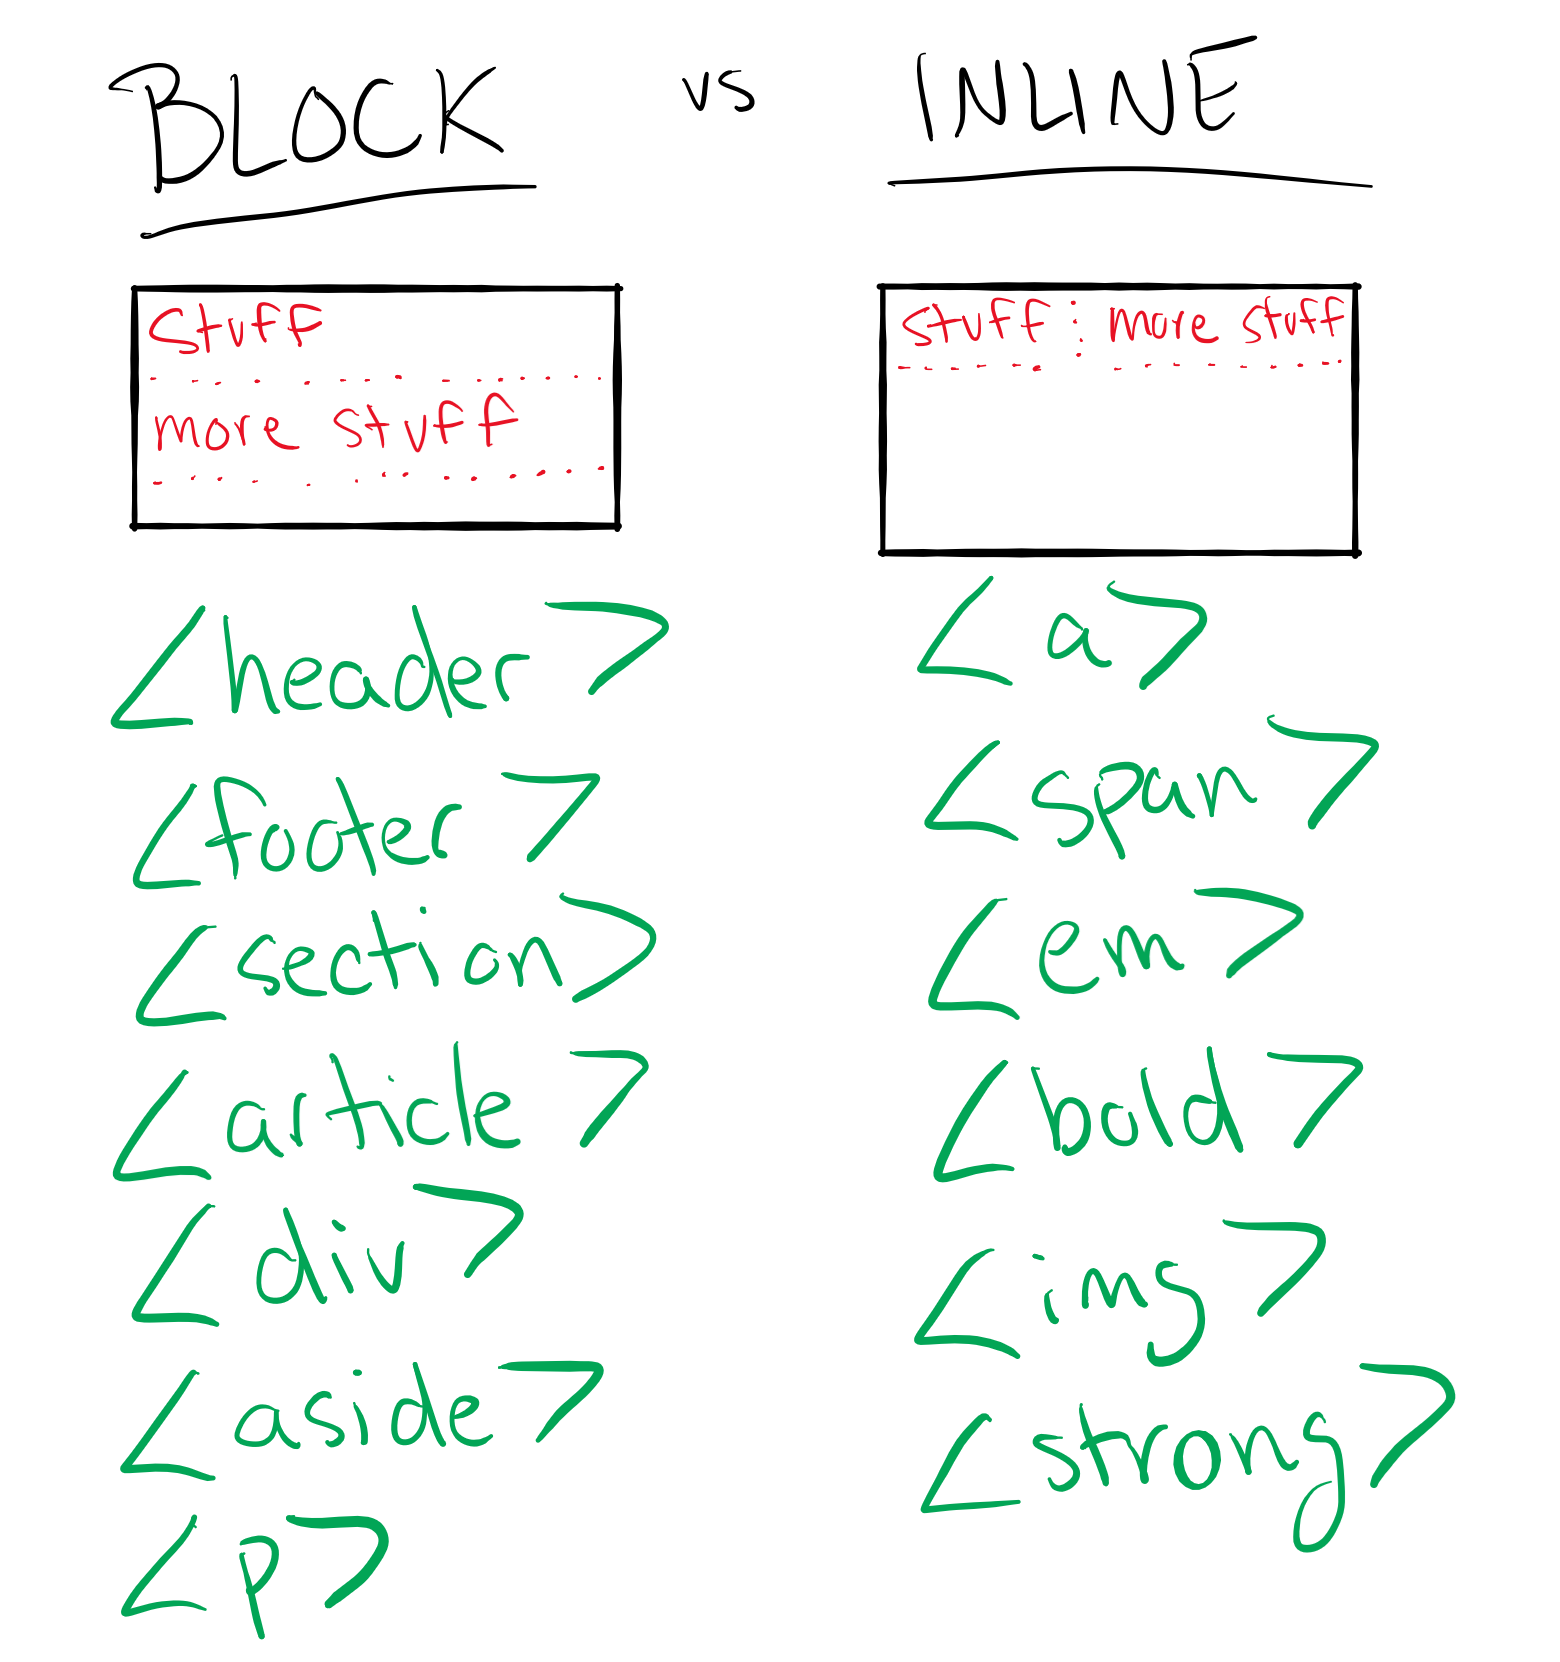 BLOCK vs INLINE
Stuff
more stuff
stuff more stuff
<header>
<footer>
<section>
<article>
<div>
<aside>
<p>
<a>
<span>
<em>
<bold>
<img>
<strong>